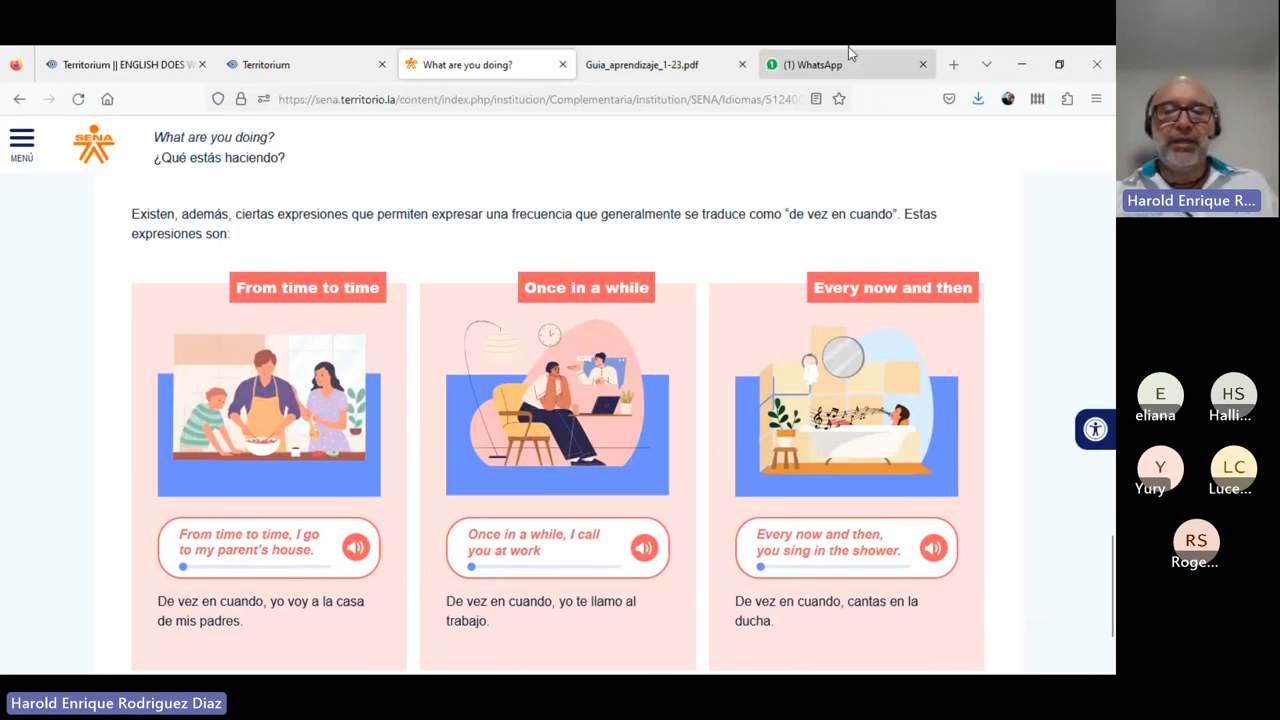 Territorium || ENGLISH DOES W
Territorium
What are you doing?
Guia_aprendizaje_1-23.pdf
(1) WhatsApp
https://sena.territorio.la/content/index.php/institucion/Complementaria/institution/SENA/Idiomas/512400
MENÚ
SENA
What are you doing?
¿Qué estás haciendo?
Existen, además, ciertas expresiones que permiten expresar una frecuencia que generalmente se traduce como “de vez en cuando”. Estas
expresiones son:
From time to time
Once in a while
Every now and then
From time to time, I go
to my parent's house.
Once in a while, I call
you at work
Every now and then,
you sing in the shower.
De vez en cuando, yo voy a la casa
de mis padres.
De vez en cuando, yo te llamo al
trabajo.
De vez en cuando, cantas en la
ducha.
Harold Enrique R...
E
eliana
HS
Halli...
Y
Yury
LC
Luce...
RS
Roge...
Harold Enrique Rodriguez Diaz